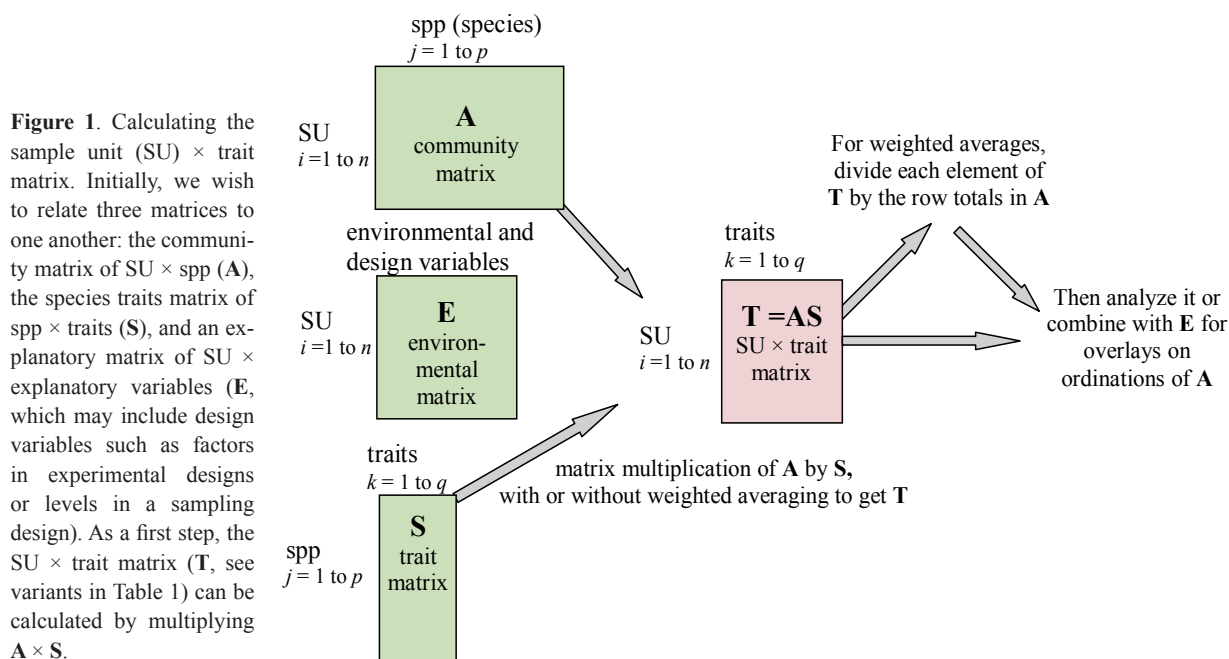 Figure 1. Calculating the
sample unit (SU) × trait
matrix. Initially, we wish
to relate three matrices to
one another: the communi-
ty matrix of SU × spp (A),
the species traits matrix of
spp × traits (S), and an ex-
planatory matrix of SU ×
explanatory variables (E,
which may include design
variables such as factors
in experimental designs
or levels in a sampling
design). As a first step, the
SU × trait matrix (T, see
variants in Table 1) can be
calculated by multiplying
A × S.
spp (species)
j = 1 to p
SU
i =1 to n
A
community
matrix
environmental and
design variables
SU
i =1 to n
E
environ-
mental
matrix
traits
k = 1 to q
spp
j = 1 to p
S
trait
matrix
matrix multiplication of A by S,
with or without weighted averaging to get T
traits
k = 1 to q
SU
i =1 to n
T =AS
SU × trait
matrix
For weighted averages,
divide each element of
T by the row totals in A
Then analyze it or
combine with E for
overlays on
ordinations of A